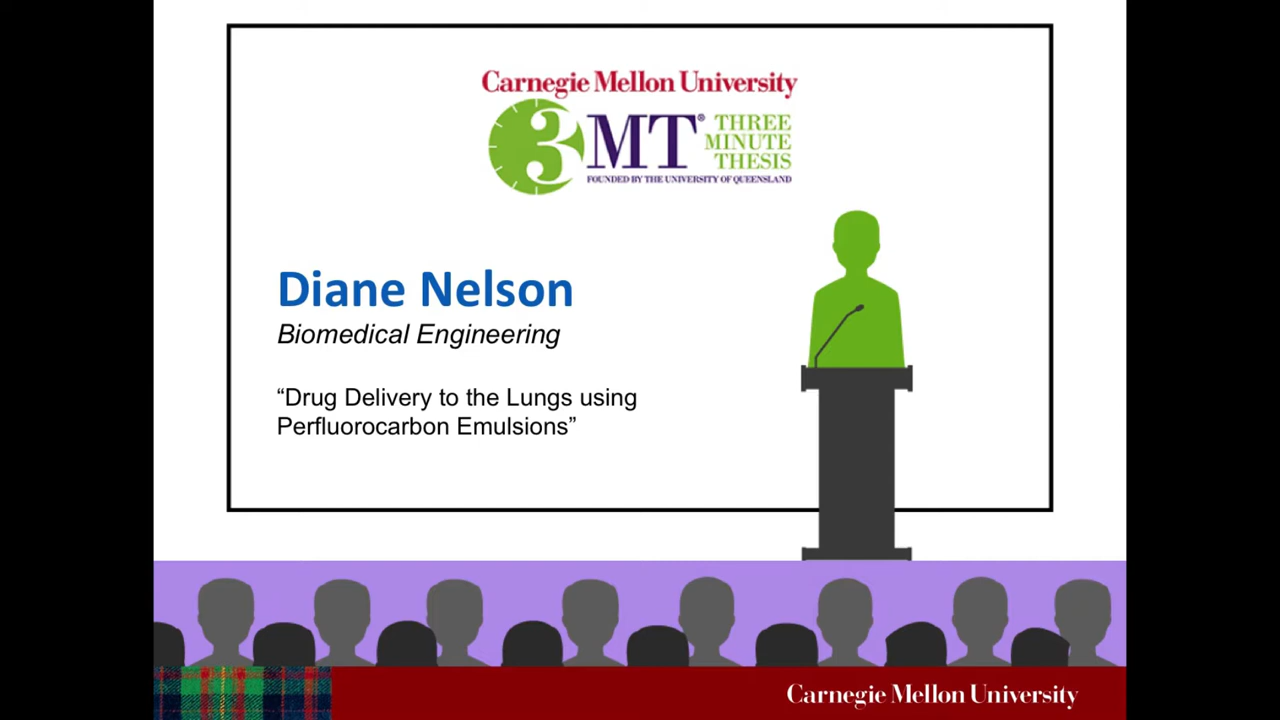 Carnegie Mellon University
3MT® THREE
MINUTE
THESIS
FOUNDED BY THE UNIVERSITY OF QUEENSLAND
Diane Nelson
Biomedical Engineering
“Drug Delivery to the Lungs using
Perfluorocarbon Emulsions”
Carnegie Mellon University